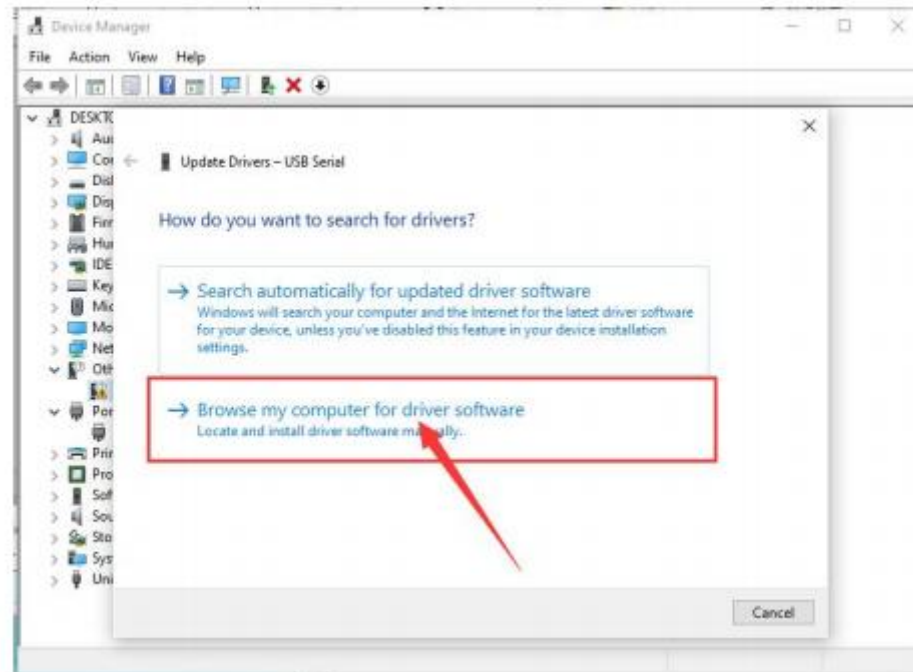 Device Manager
File Action View Help
DESKTO
Update Drivers – USB Serial
How do you want to search for drivers?
Search automatically for updated driver software
Windows will search your computer and the Internet for the latest driver software
for your device, unless you've disabled this feature in your device installation
settings.
Browse my computer for driver software
Locate and install driver software manually.
Cancel